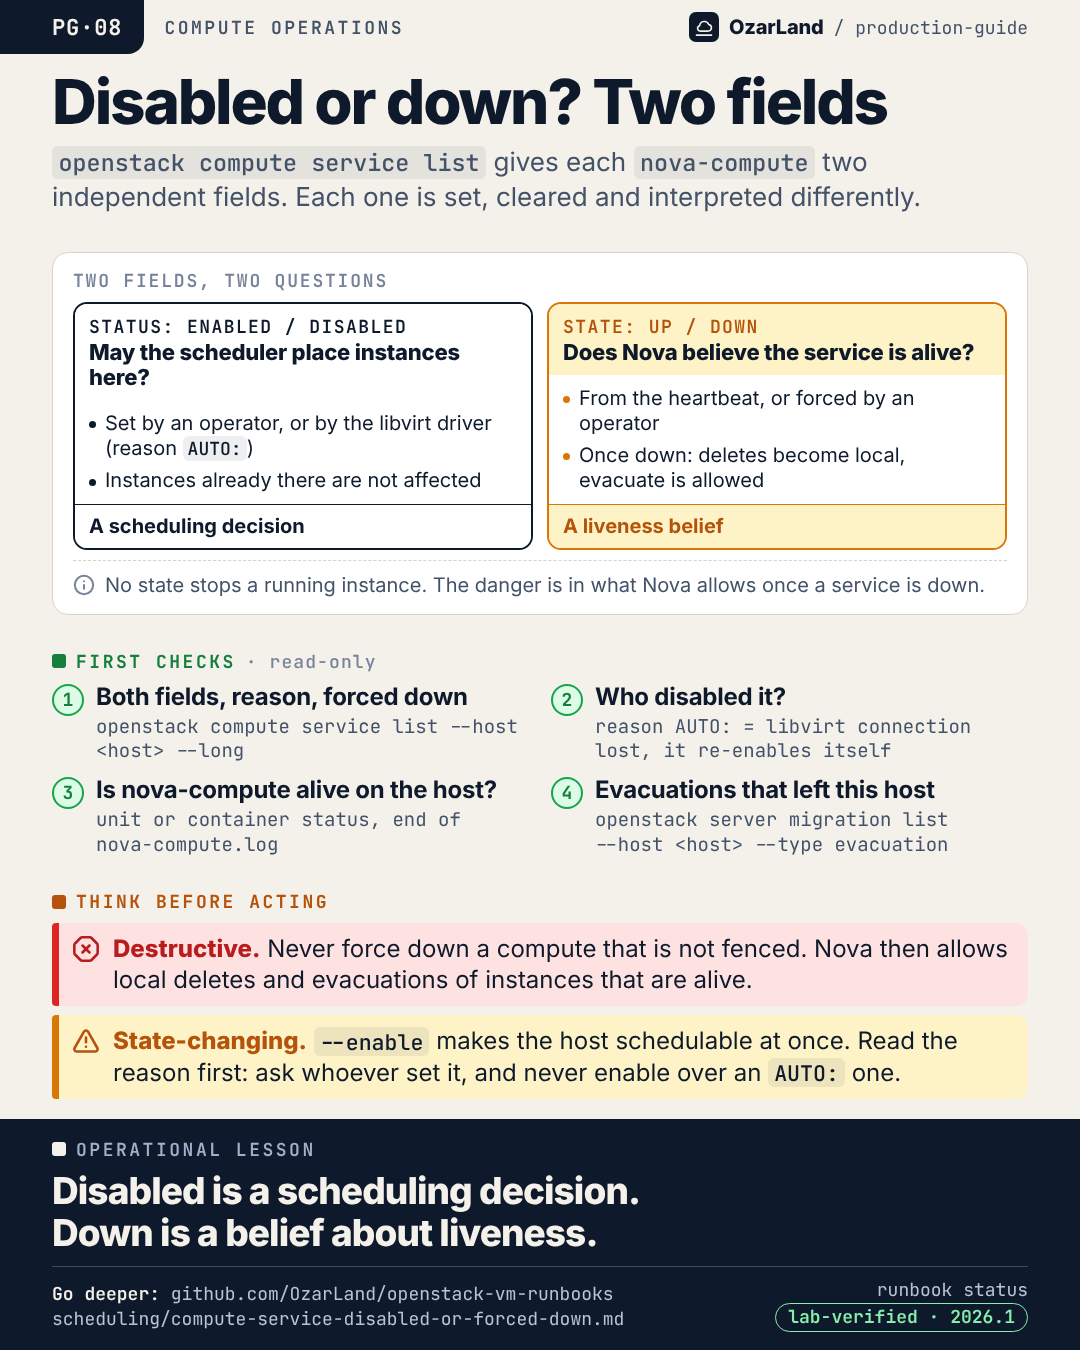 PG·08
COMPUTE OPERATIONS
OzarLand / production-guide
Disabled or down? Two fields
openstack compute service list gives each nova-compute two
independent fields. Each one is set, cleared and interpreted differently.
TWO FIELDS, TWO QUESTIONS
STATUS: ENABLED / DISABLED
May the scheduler place instances
here?
• Set by an operator, or by the libvirt driver
(reason AUTO:)
• Instances already there are not affected
A scheduling decision
STATE: UP / DOWN
Does Nova believe the service is alive?
• From the heartbeat, or forced by an
operator
• Once down: deletes become local,
evacuate is allowed
A liveness belief
No state stops a running instance. The danger is in what Nova allows once a service is down.
FIRST CHECKS · read-only
1 Both fields, reason, forced down
openstack compute service list --host
<host> --long
2 Who disabled it?
reason AUTO: = libvirt connection
lost, it re-enables itself
3 Is nova-compute alive on the host?
unit or container status, end of
nova-compute.log
4 Evacuations that left this host
openstack server migration list
--host <host> --type evacuation
THINK BEFORE ACTING
Destructive. Never force down a compute that is not fenced. Nova then allows
local deletes and evacuations of instances that are alive.
State-changing. --enable makes the host schedulable at once. Read the
reason first: ask whoever set it, and never enable over an AUTO: one.
OPERATIONAL LESSON
Disabled is a scheduling decision.
Down is a belief about liveness.
Go deeper: github.com/OzarLand/openstack-vm-runbooks
scheduling/compute-service-disabled-or-forced-down.md
runbook status
lab-verified · 2026.1